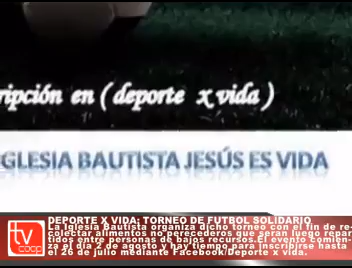 ripción en ( deporte x vida )
IGLESIA BAUTISTA JESÚS ES VIDA
DEPORTE X VIDA: TORNEO DE FUTBOL SOLIDARIO
La Iglesia Bautista organiza dicho torneo con el fin de re-
colectar alimentos no perecederos que seran luego repar
tidos entre personas de bajos recursos.El evento comien-
za el dia 2 de agosto y hay tiempo para inscribirse hasta
el 26 de julio mediante Facebook/Deporte x vida.
tv
coop